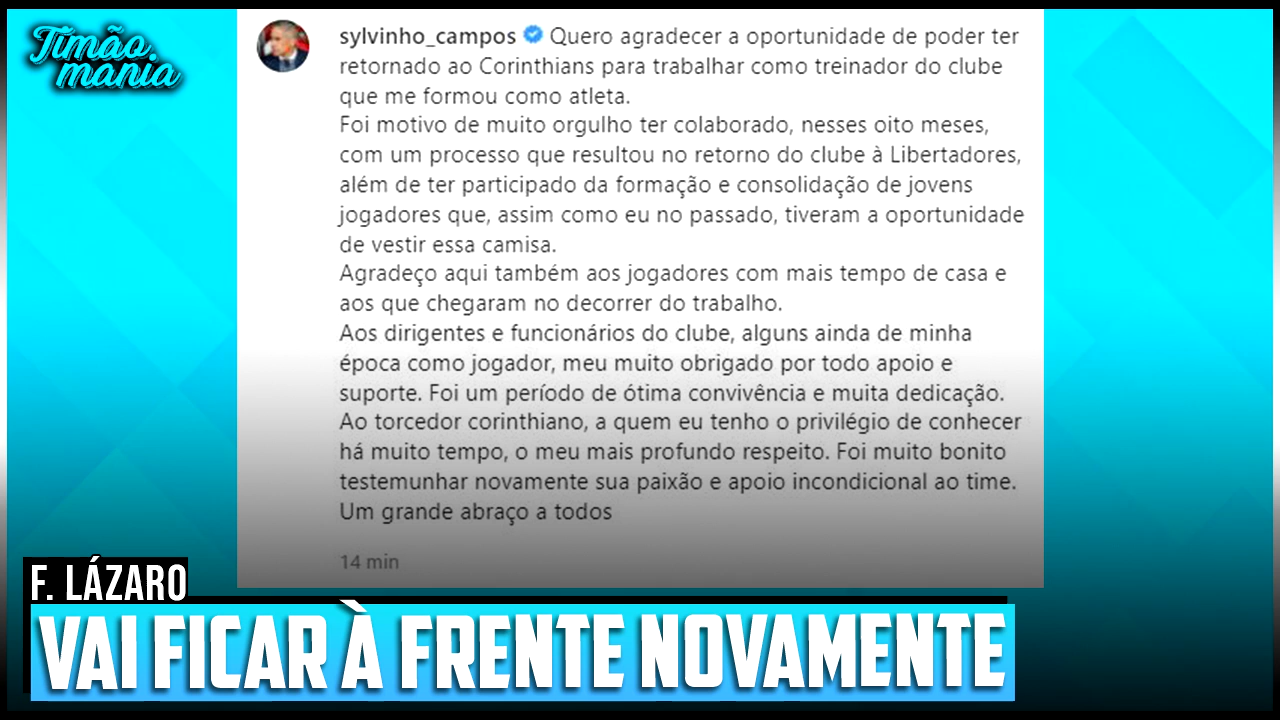 Timão.
mania
sylvinho_campos Quero agradecer a oportunidade de poder ter
retornado ao Corinthians para trabalhar como treinador do clube
que me formou como atleta.
Foi motivo de muito orgulho ter colaborado, nesses oito meses,
com um processo que resultou no retorno do clube à Libertadores,
além de ter participado da formação e consolidação de jovens
jogadores que, assim como eu no passado, tiveram a oportunidade
de vestir essa camisa.
Agradeço aqui também aos jogadores com mais tempo de casa e
aos que chegaram no decorrer do trabalho.
Aos dirigentes e funcionários do clube, alguns ainda de minha
época como jogador, meu muito obrigado por todo apoio e
suporte. Foi um período de ótima convivência e muita dedicação.
Ao torcedor corinthiano, a quem eu tenho o privilégio de conhecer
há muito tempo, o meu mais profundo respeito. Foi muito bonito
testemunhar novamente sua paixão e apoio incondicional ao time.
Um grande abraço a todos
14 min
F. LÁZARO
VAI FICAR À FRENTE NOVAMENTE